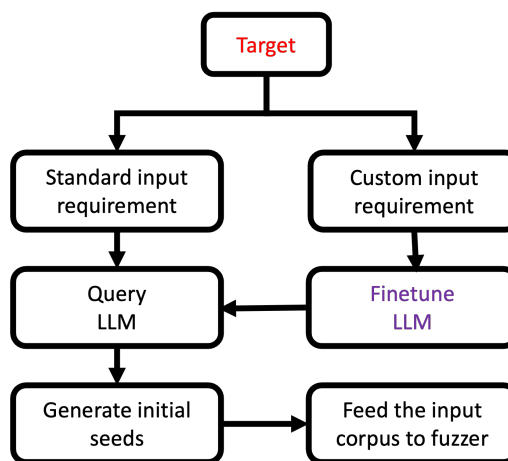 Target
Standard input
requirement
Custom input
requirement
Query
LLM
Finetune
LLM
Generate initial
seeds
Feed the input
corpus to fuzzer